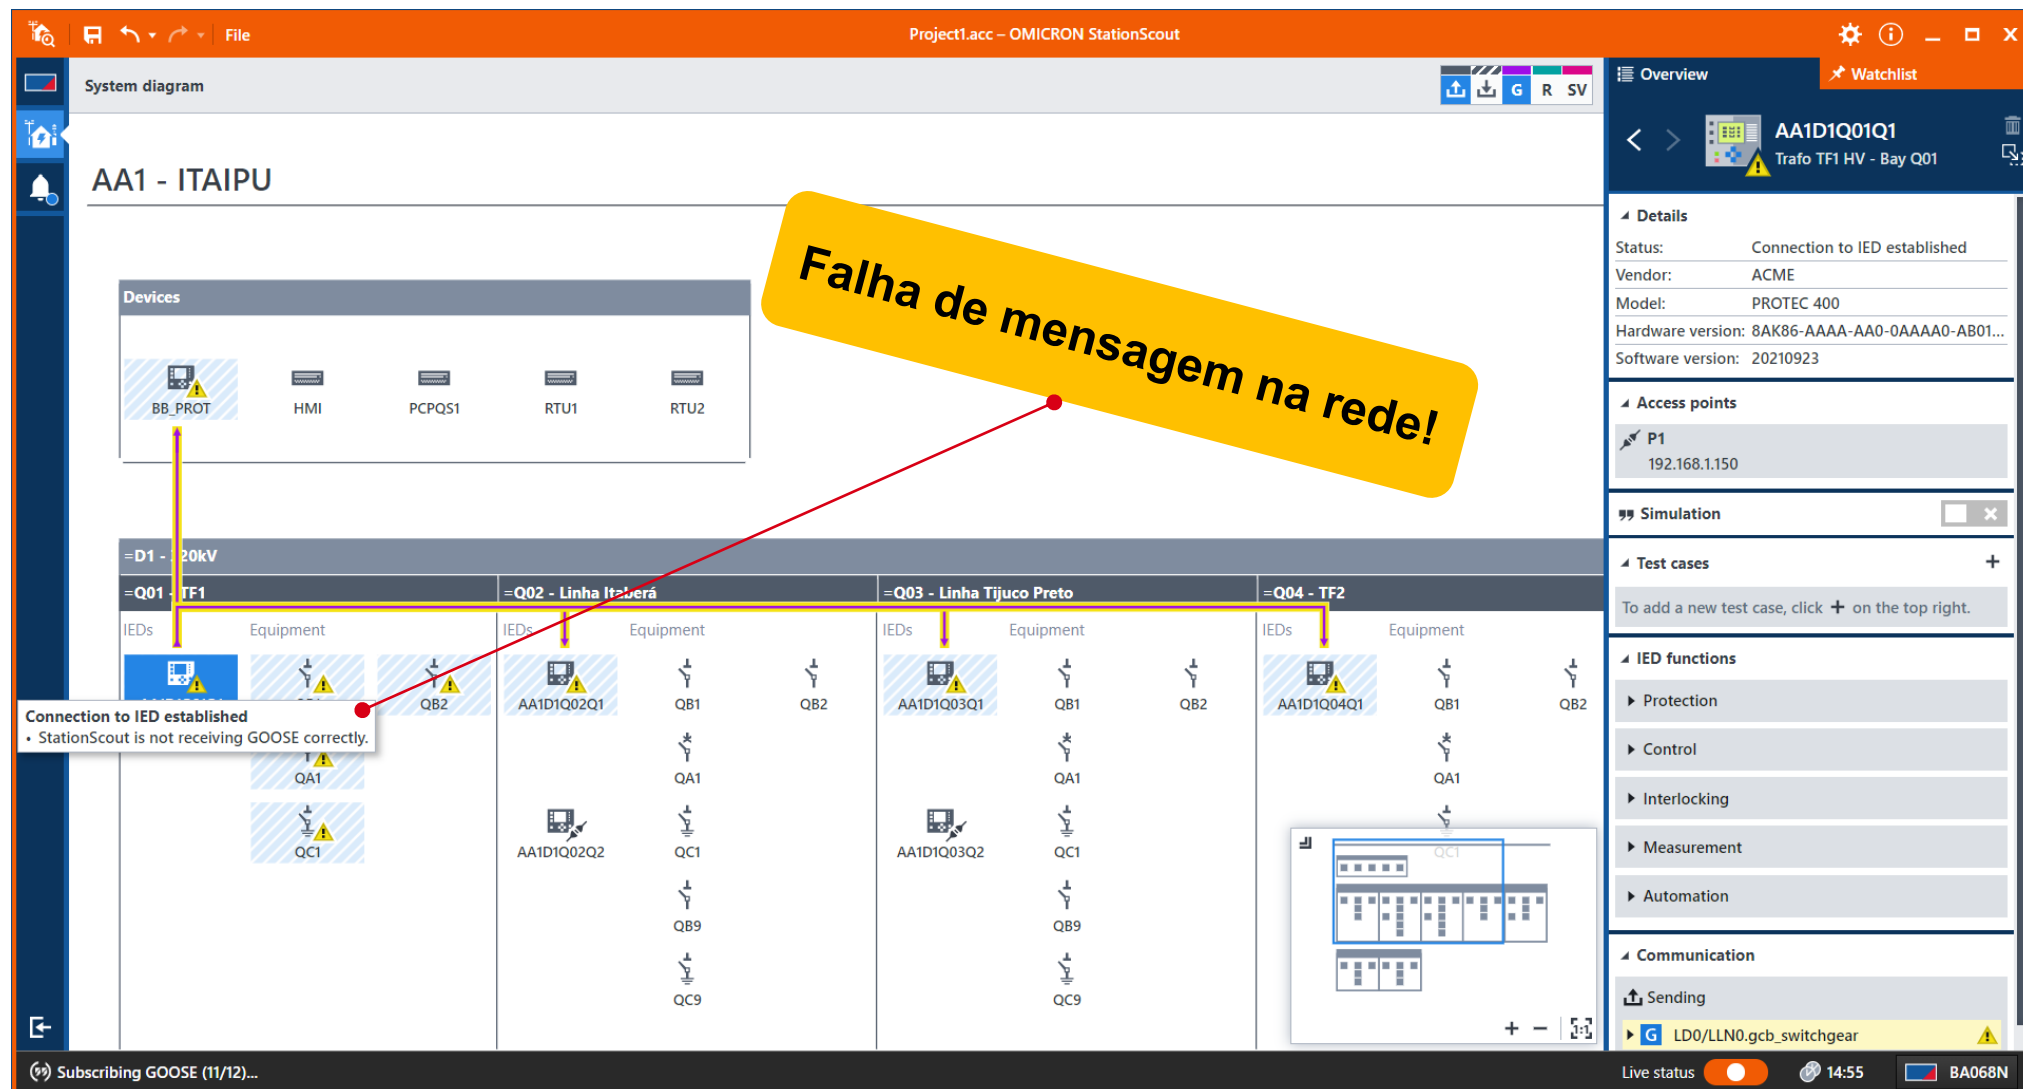 File
Project1.acc – OMICRON StationScout
System diagram
G R SV
Overview
Watchlist
AA1D1Q01Q1
Trafo TF1 HV - Bay Q01
AA1 - ITAIPU
Falha de mensagem na rede!
Devices
BB_PROT
HMI
PCPQS1
RTU1
RTU2
=D1 - 20kV
=Q01 - TF1
=Q02 - Linha Itaberá
=Q03 - Linha Tijuco Preto
=Q04 - TF2
IEDs
Equipment
IEDs
Equipment
IEDs
Equipment
IEDs
Equipment
QB2
AA1D1Q02Q1
QB1
QB2
AA1D1Q03Q1
QB1
QB2
AA1D1Q04Q1
QB1
QB2
Connection to IED established
• StationScout is not receiving GOOSE correctly.
QA1
QA1
QA1
QA1
QC1
AA1D1Q02Q2
QC1
AA1D1Q03Q2
QC1
QC1
QB9
QB9
QC9
QC9
1:1
Details
Status: Connection to IED established
Vendor: ACME
Model: PROTEC 400
Hardware version: 8AK86-AAAA-AA0-0AAAA0-AB01...
Software version: 20210923
Access points
P1
192.168.1.150
Simulation
Test cases
To add a new test case, click + on the top right.
IED functions
Protection
Control
Interlocking
Measurement
Automation
Communication
Sending
G LD0/LLN0.gcb_switchgear
Subscribing GOOSE (11/12)...
Live status
14:55
BA068N